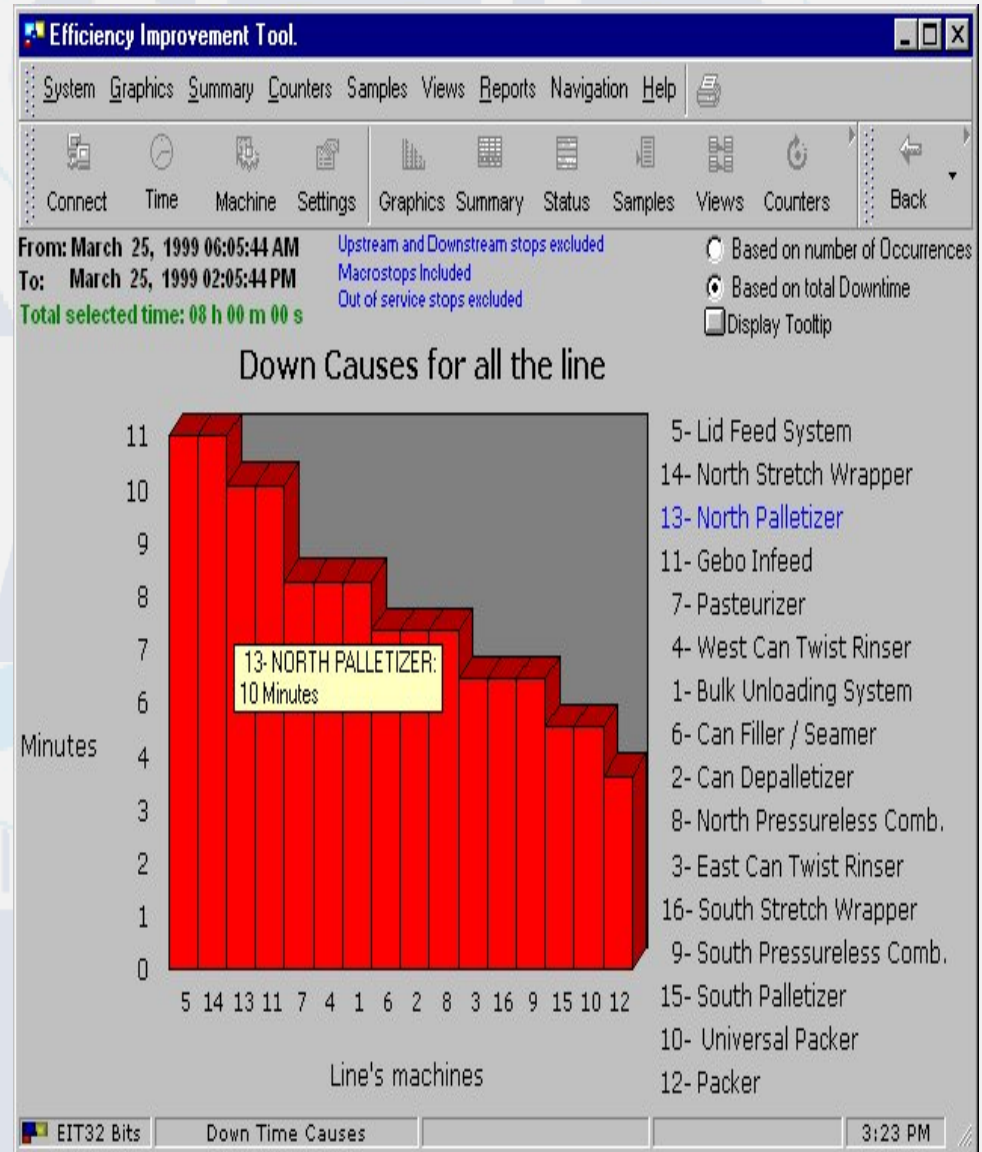 Efficiency Improvement Tool.
System Graphics Summary Counters Samples Views Reports Navigation Help
Connect Time Machine Settings Graphics Summary Status Samples Views Counters Back
From: March 25, 1999 06:05:44 AM
To: March 25, 1999 02:05:44 PM
Total selected time: 08 h 00 m 00 s
Upstream and Downstream stops excluded
Macrostops Included
Out of service stops excluded
Based on number of Occurrences
Based on total Downtime
Display Tooltip
Down Causes for all the line
11
10
9
8
7
6
4
3
2
1
0
Minutes
13- NORTH PALLETIZER:
10 Minutes
5 14 13 11 7 4 1 6 2 8 3 16 9 15 10 12
Line's machines
5- Lid Feed System
14- North Stretch Wrapper
13- North Palletizer
11- Gebo Infeed
7- Pasteurizer
4- West Can Twist Rinser
1- Bulk Unloading System
6- Can Filler / Seamer
2- Can Depalletizer
8- North Pressureless Comb.
3- East Can Twist Rinser
16- South Stretch Wrapper
9- South Pressureless Comb.
15- South Palletizer
10- Universal Packer
12- Packer
EIT32 Bits Down Time Causes 3:23 PM